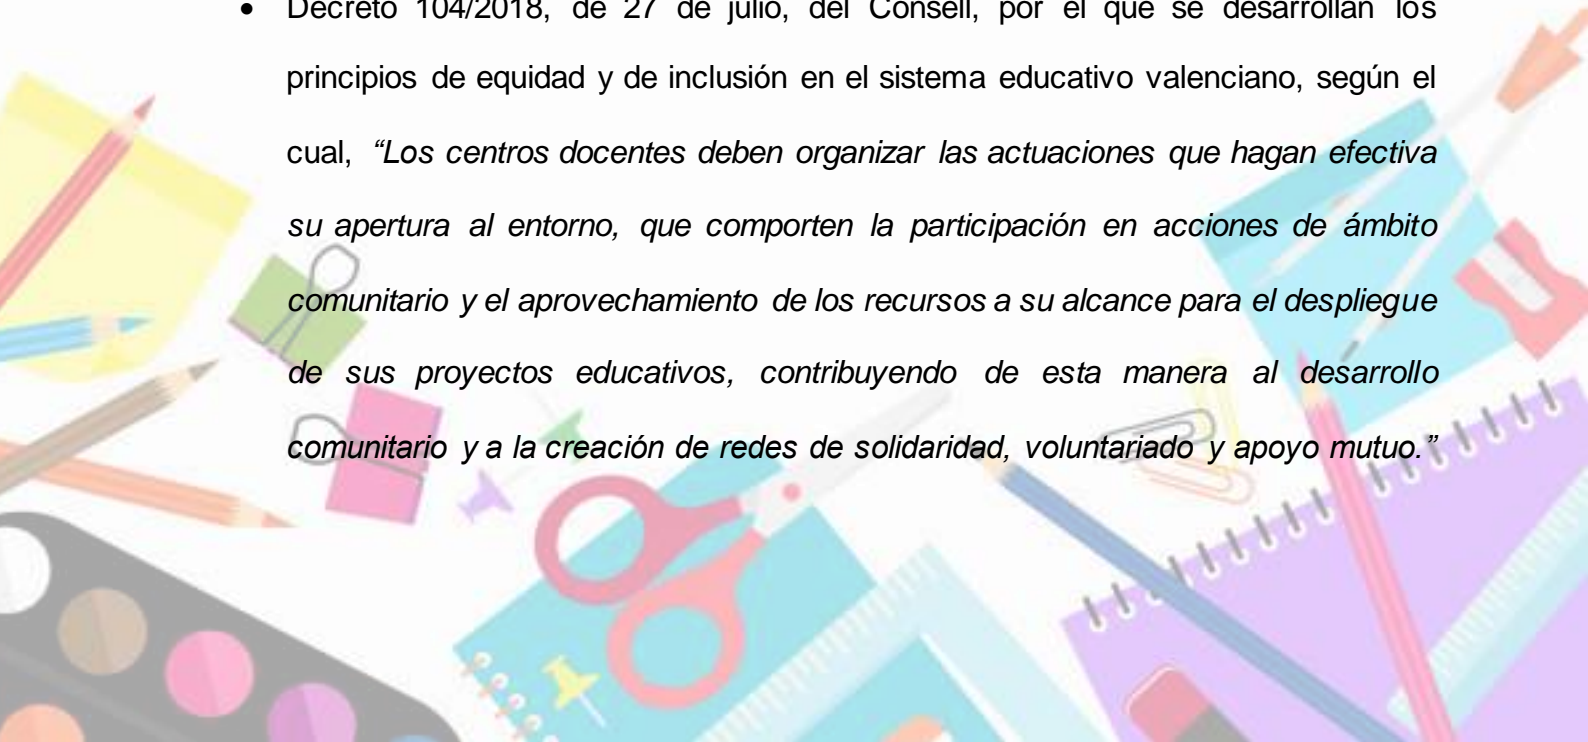 • Decreto 104/2018, de 27 de julio, del Consell, por el que se desarrollan los
principios de equidad y de inclusión en el sistema educativo valenciano, según el
cual, “Los centros docentes deben organizar las actuaciones que hagan efectiva
su apertura al entorno, que comporten la participación en acciones de ámbito
comunitario y el aprovechamiento de los recursos a su alcance para el despliegue
de sus proyectos educativos, contribuyendo de esta manera al desarrollo
comunitario y a la creación de redes de solidaridad, voluntariado y apoyo mutuo.”